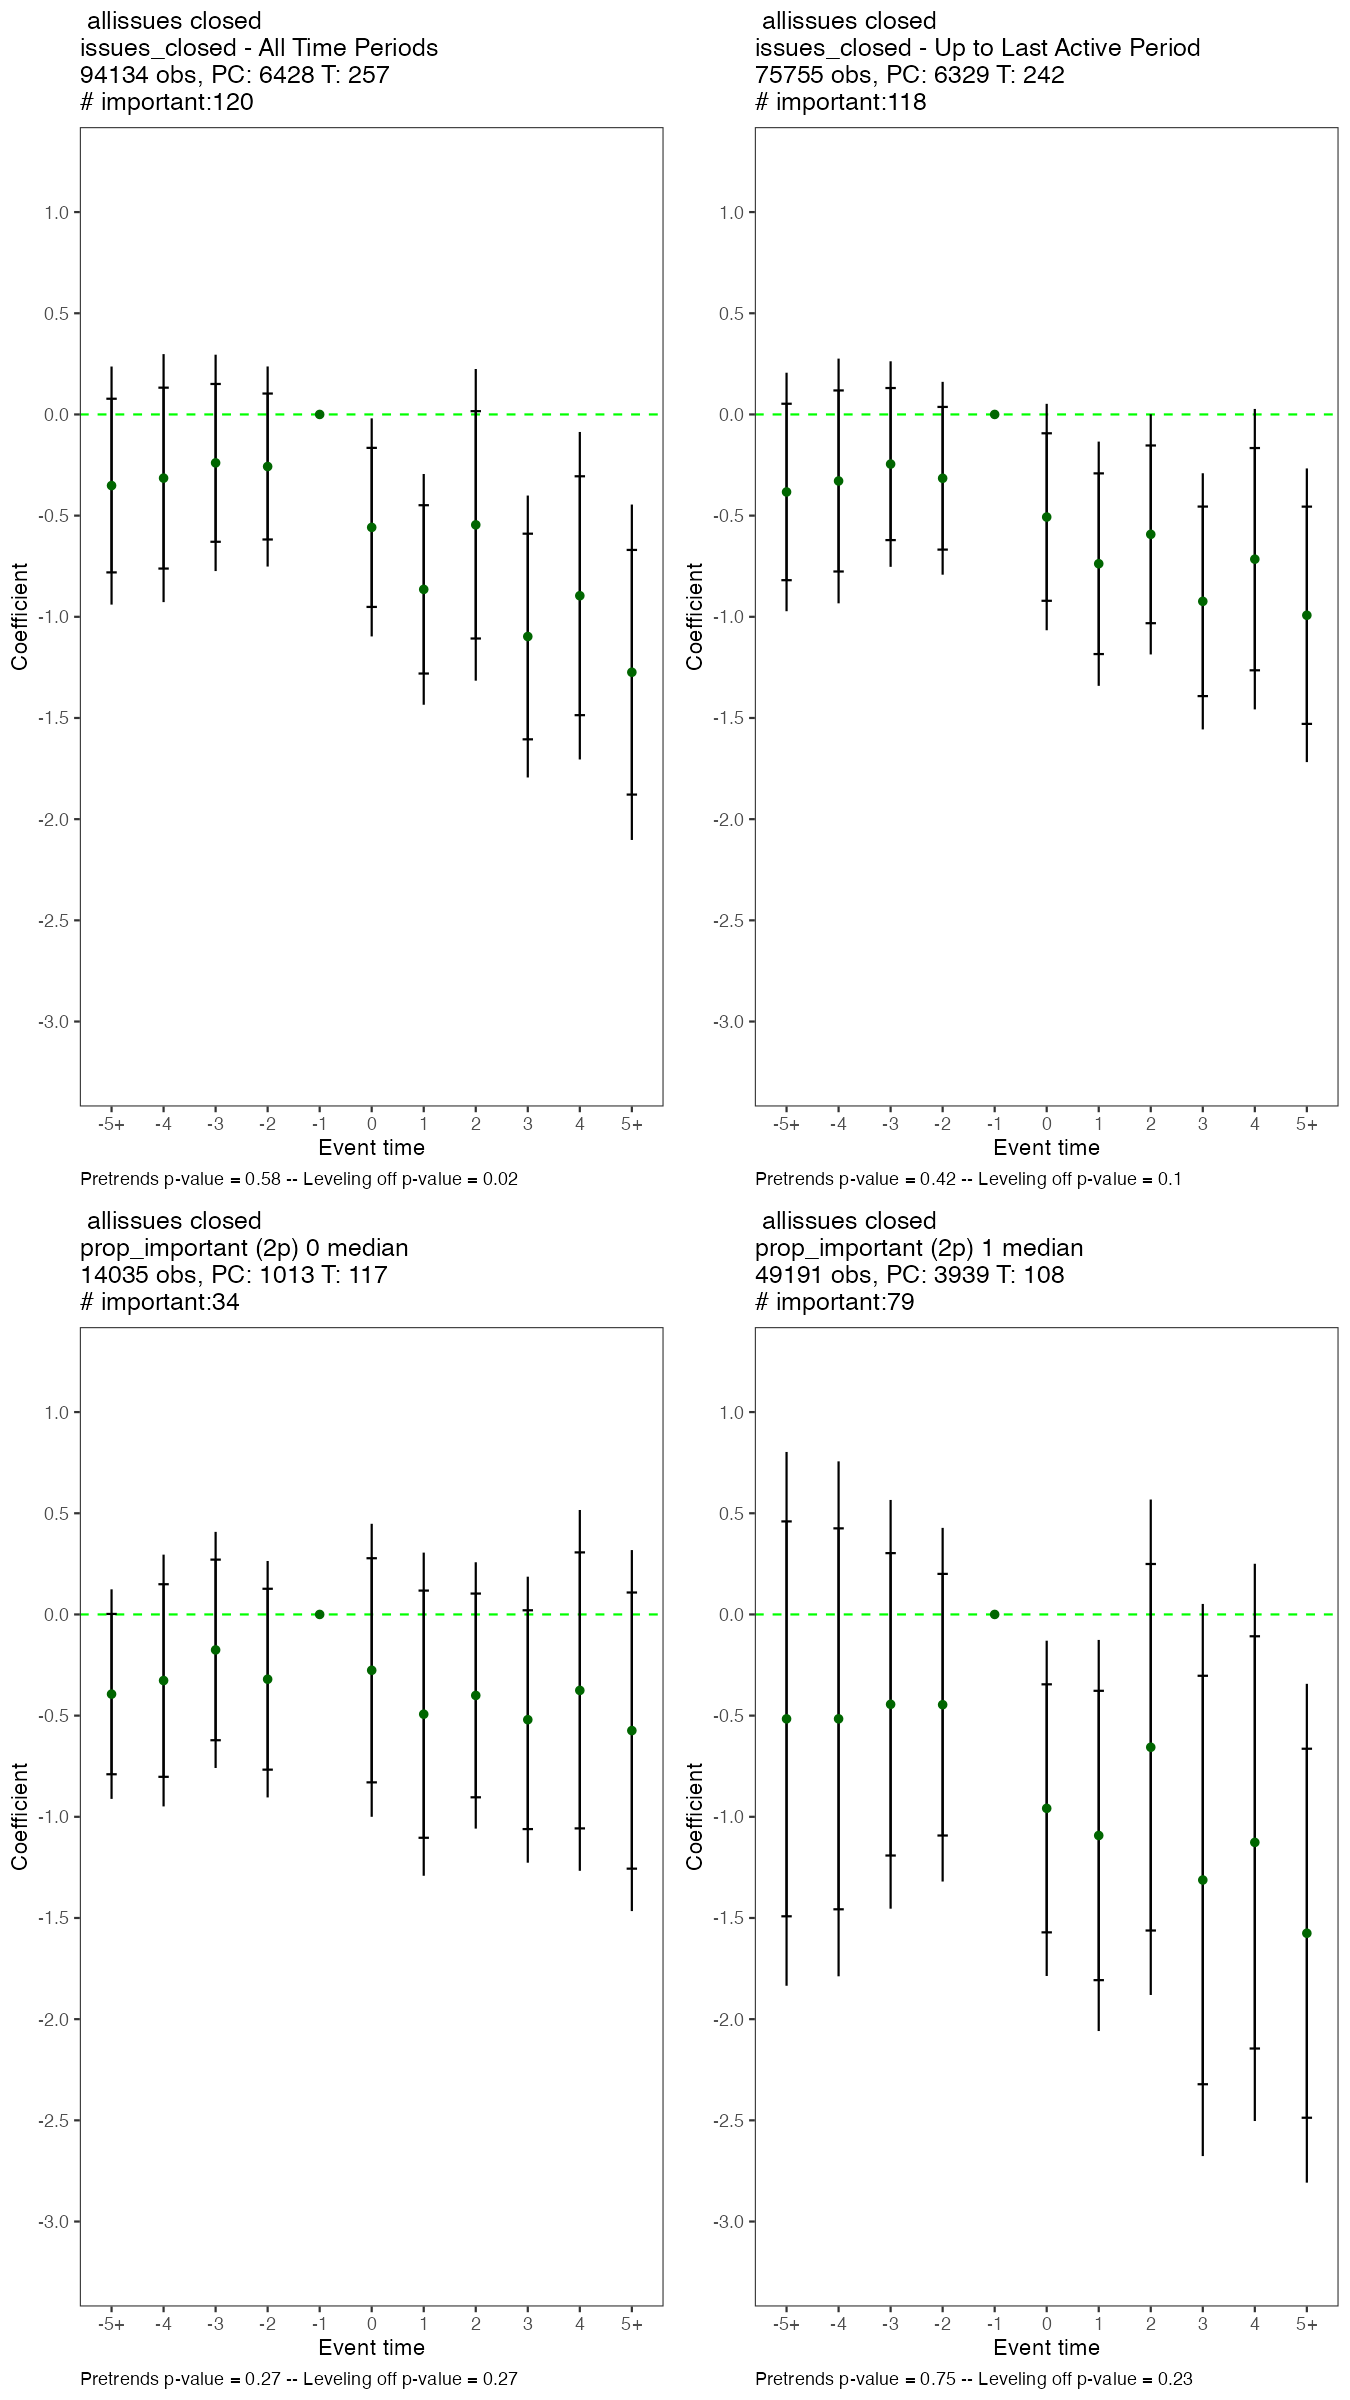 allissues closed
issues_closed - All Time Periods
94134 obs, PC: 6428 T: 257
# important:120
1.0
0.5
0.0
-0.5
-1.0
-1.5
-2.0
-2.5
-3.0
Coefficient
-5+ -4 -3 -2 -1 0 1 2 3 4 5+
Event time
Pretrends p-value = 0.58 -- Leveling off p-value = 0.02
allissues closed
issues_closed - Up to Last Active Period
75755 obs, PC: 6329 T: 242
# important:118
1.0
0.5
0.0
-0.5
-1.0
-1.5
-2.0
-2.5
-3.0
Coefficient
-5+ -4 -3 -2 -1 0 1 2 3 4 5+
Event time
Pretrends p-value = 0.42 -- Leveling off p-value = 0.1
allissues closed
prop_important (2p) 0 median
14035 obs, PC: 1013 T: 117
# important:34
1.0
0.5
0.0
-0.5
-1.0
-1.5
-2.0
-2.5
-3.0
Coefficient
-5+ -4 -3 -2 -1 0 1 2 3 4 5+
Event time
Pretrends p-value = 0.27 -- Leveling off p-value = 0.27
allissues closed
prop_important (2p) 1 median
49191 obs, PC: 3939 T: 108
# important:79
1.0
0.5
0.0
-0.5
-1.0
-1.5
-2.0
-2.5
-3.0
Coefficient
-5+ -4 -3 -2 -1 0 1 2 3 4 5+
Event time
Pretrends p-value = 0.75 -- Leveling off p-value = 0.23